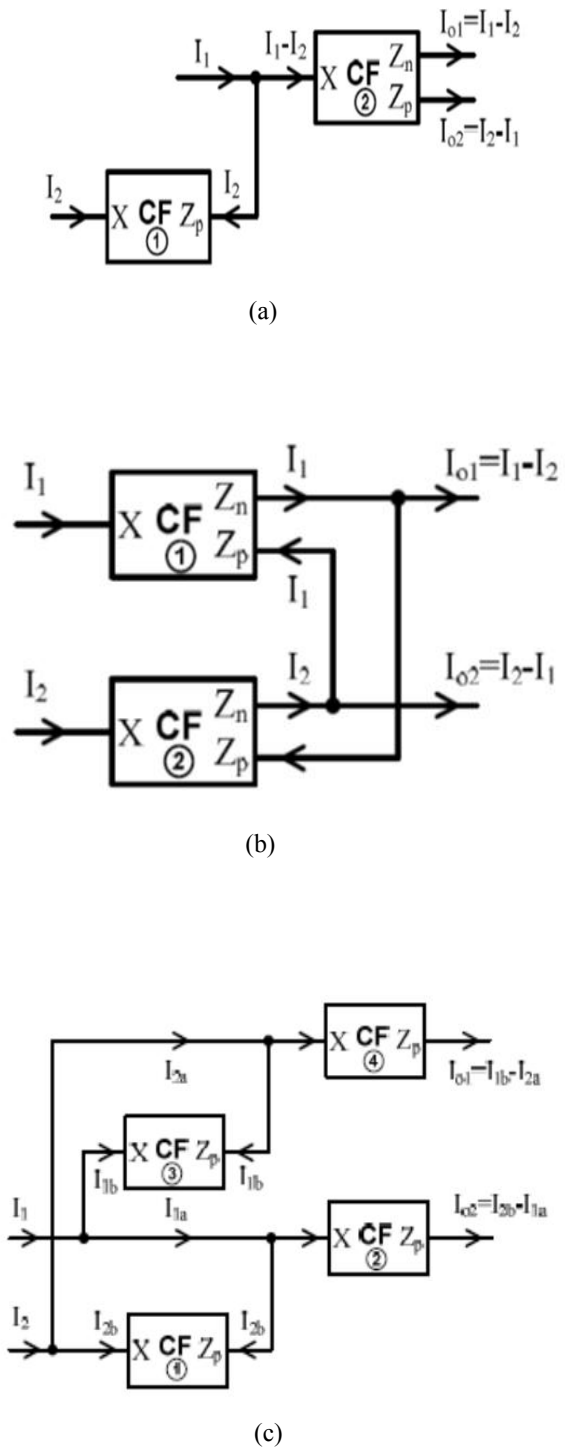 Io1=I1-I2
I1
I1-I2
X CF Zn
② Zp
Io2=I2-I1
I2
X CF Zp
①
I2
(a)
I1
X CF Zn
① Zp
I1
I1
Io1=I1-I2
I2
X CF Zn
② Zp
I2
Io2=I2-I1
(b)
X CF Zp
④
I2a
Io1=I1b-I2a
X CF Zp
③
I1b
I1b
I1
I1a
Io2=I2b-I1a
X CF Zp
②
I2
I2b
I2b
X CF Zp
①
(c)